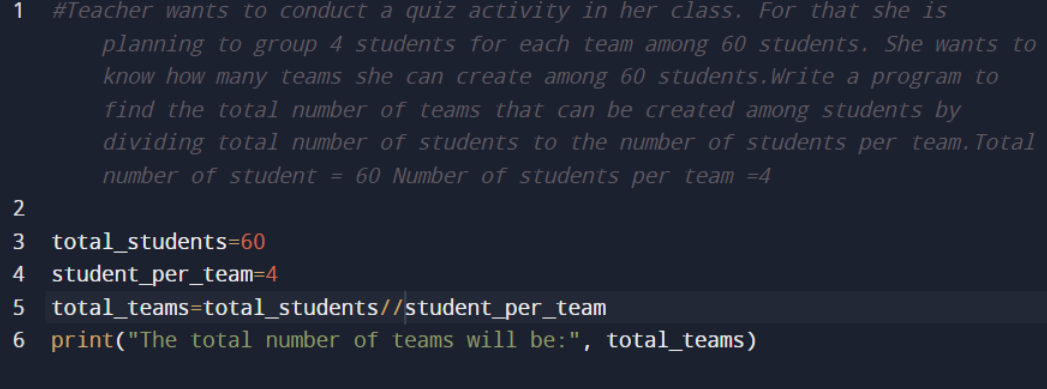 1 #Teacher wants to conduct a quiz activity in her class. For that she is
planning to group 4 students for each team among 60 students. She wants to
know how many teams she can create among 60 students.Write a program to
find the total number of teams that can be created among students by
dividing total number of students to the number of students per team.Total
number of student = 60 Number of students per team =4
2
3 total_students=60
4 student_per_team=4
5 total_teams=total_students//student_per_team
6 print("The total number of teams will be:", total_teams)